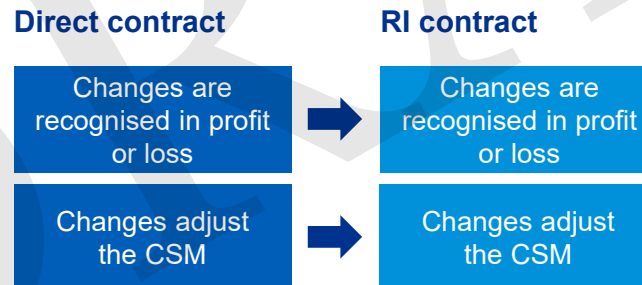 Direct contract
RI contract
Changes are
recognised in profit
or loss
Changes are
recognised in profit
or loss
Changes adjust
the CSM
Changes adjust
the CSM